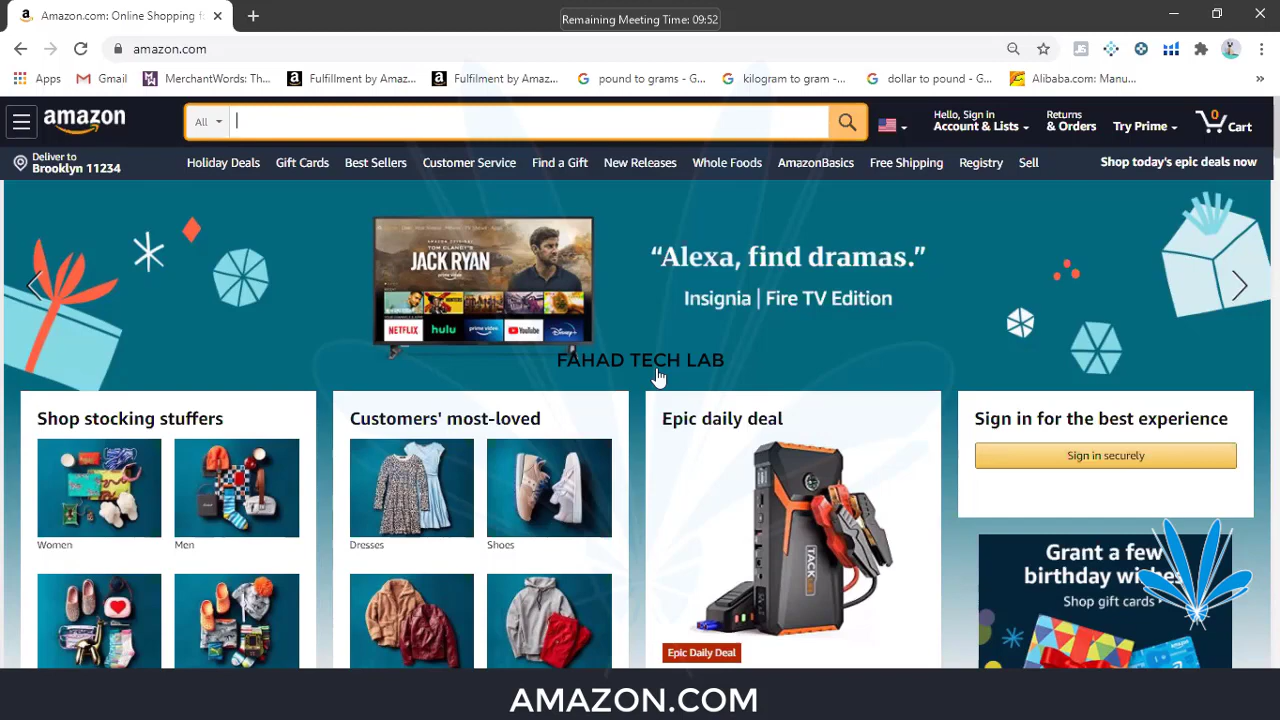 Amazon.com: Online Shopping f
Remaining Meeting Time: 09:52
amazon.com
Apps
Gmail
MerchantWords: Th...
Fulfillment by Amaz...
Fulfilment by Amaz...
pound to grams - G...
kilogram to gram -...
dollar to pound - G...
Alibaba.com: Manu...
»
amazon
All
Hello, Sign in
Account & Lists
Returns
& Orders
Try Prime
0
Cart
Deliver to
Brooklyn 11234
Holiday Deals
Gift Cards
Best Sellers
Customer Service
Find a Gift
New Releases
Whole Foods
AmazonBasics
Free Shipping
Registry
Sell
Shop today's epic deals now
TOM CLANCY'S
JACK RYAN
NETFLIX
hulu
prime video
YouTube
Disney+
“Alexa, find dramas.”
Insignia | Fire TV Edition
FAHAD TECH LAB
Shop stocking stuffers
Women
Men
Customers' most-loved
Dresses
Shoes
Epic daily deal
Epic Daily Deal
Sign in for the best experience
Sign in securely
Grant a few
birthday wishes
Shop gift cards
AMAZON.COM